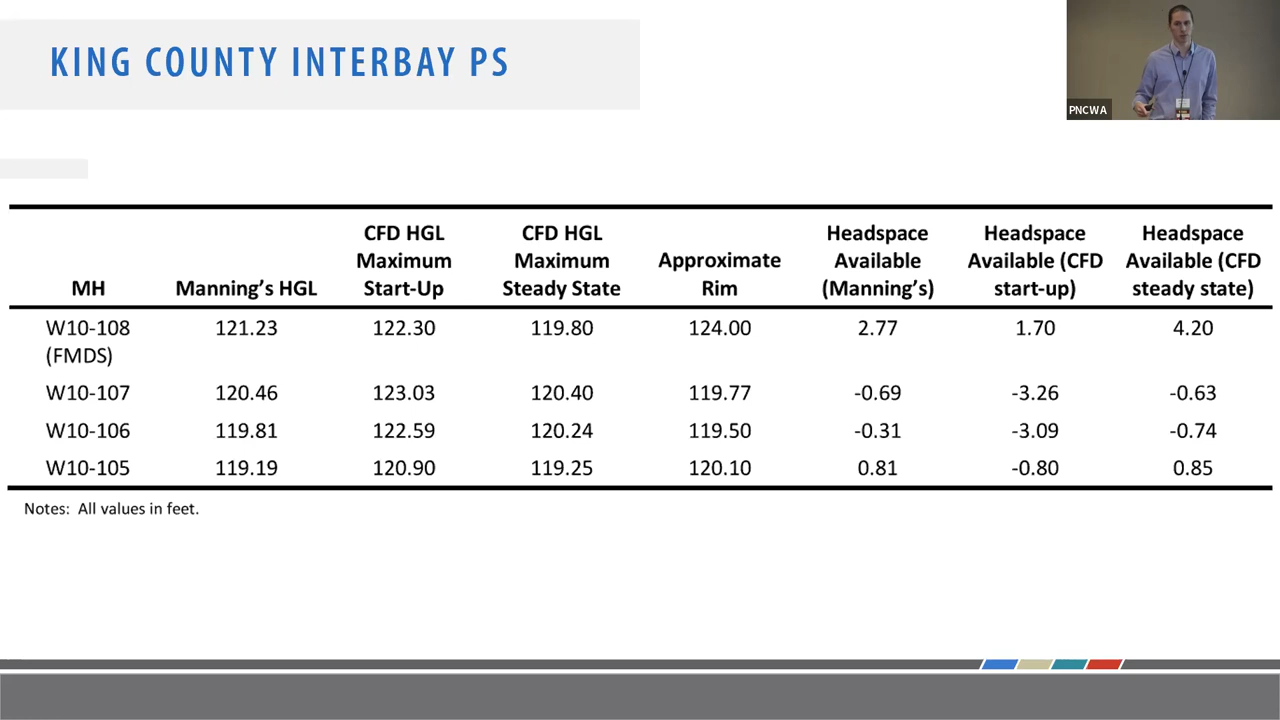 KING COUNTY INTERBAY PS
PNCWA
MH Manning's HGL CFD HGL Maximum Start-Up CFD HGL Maximum Steady State Approximate Rim Headspace Available (Manning's) Headspace Available (CFD start-up) Headspace Available (CFD steady state)
W10-108 (FMDS) 121.23 122.30 119.80 124.00 2.77 1.70 4.20
W10-107 120.46 123.03 120.40 119.77 -0.69 -3.26 -0.63
W10-106 119.81 122.59 120.24 119.50 -0.31 -3.09 -0.74
W10-105 119.19 120.90 119.25 120.10 0.81 -0.80 0.85
Notes: All values in feet.